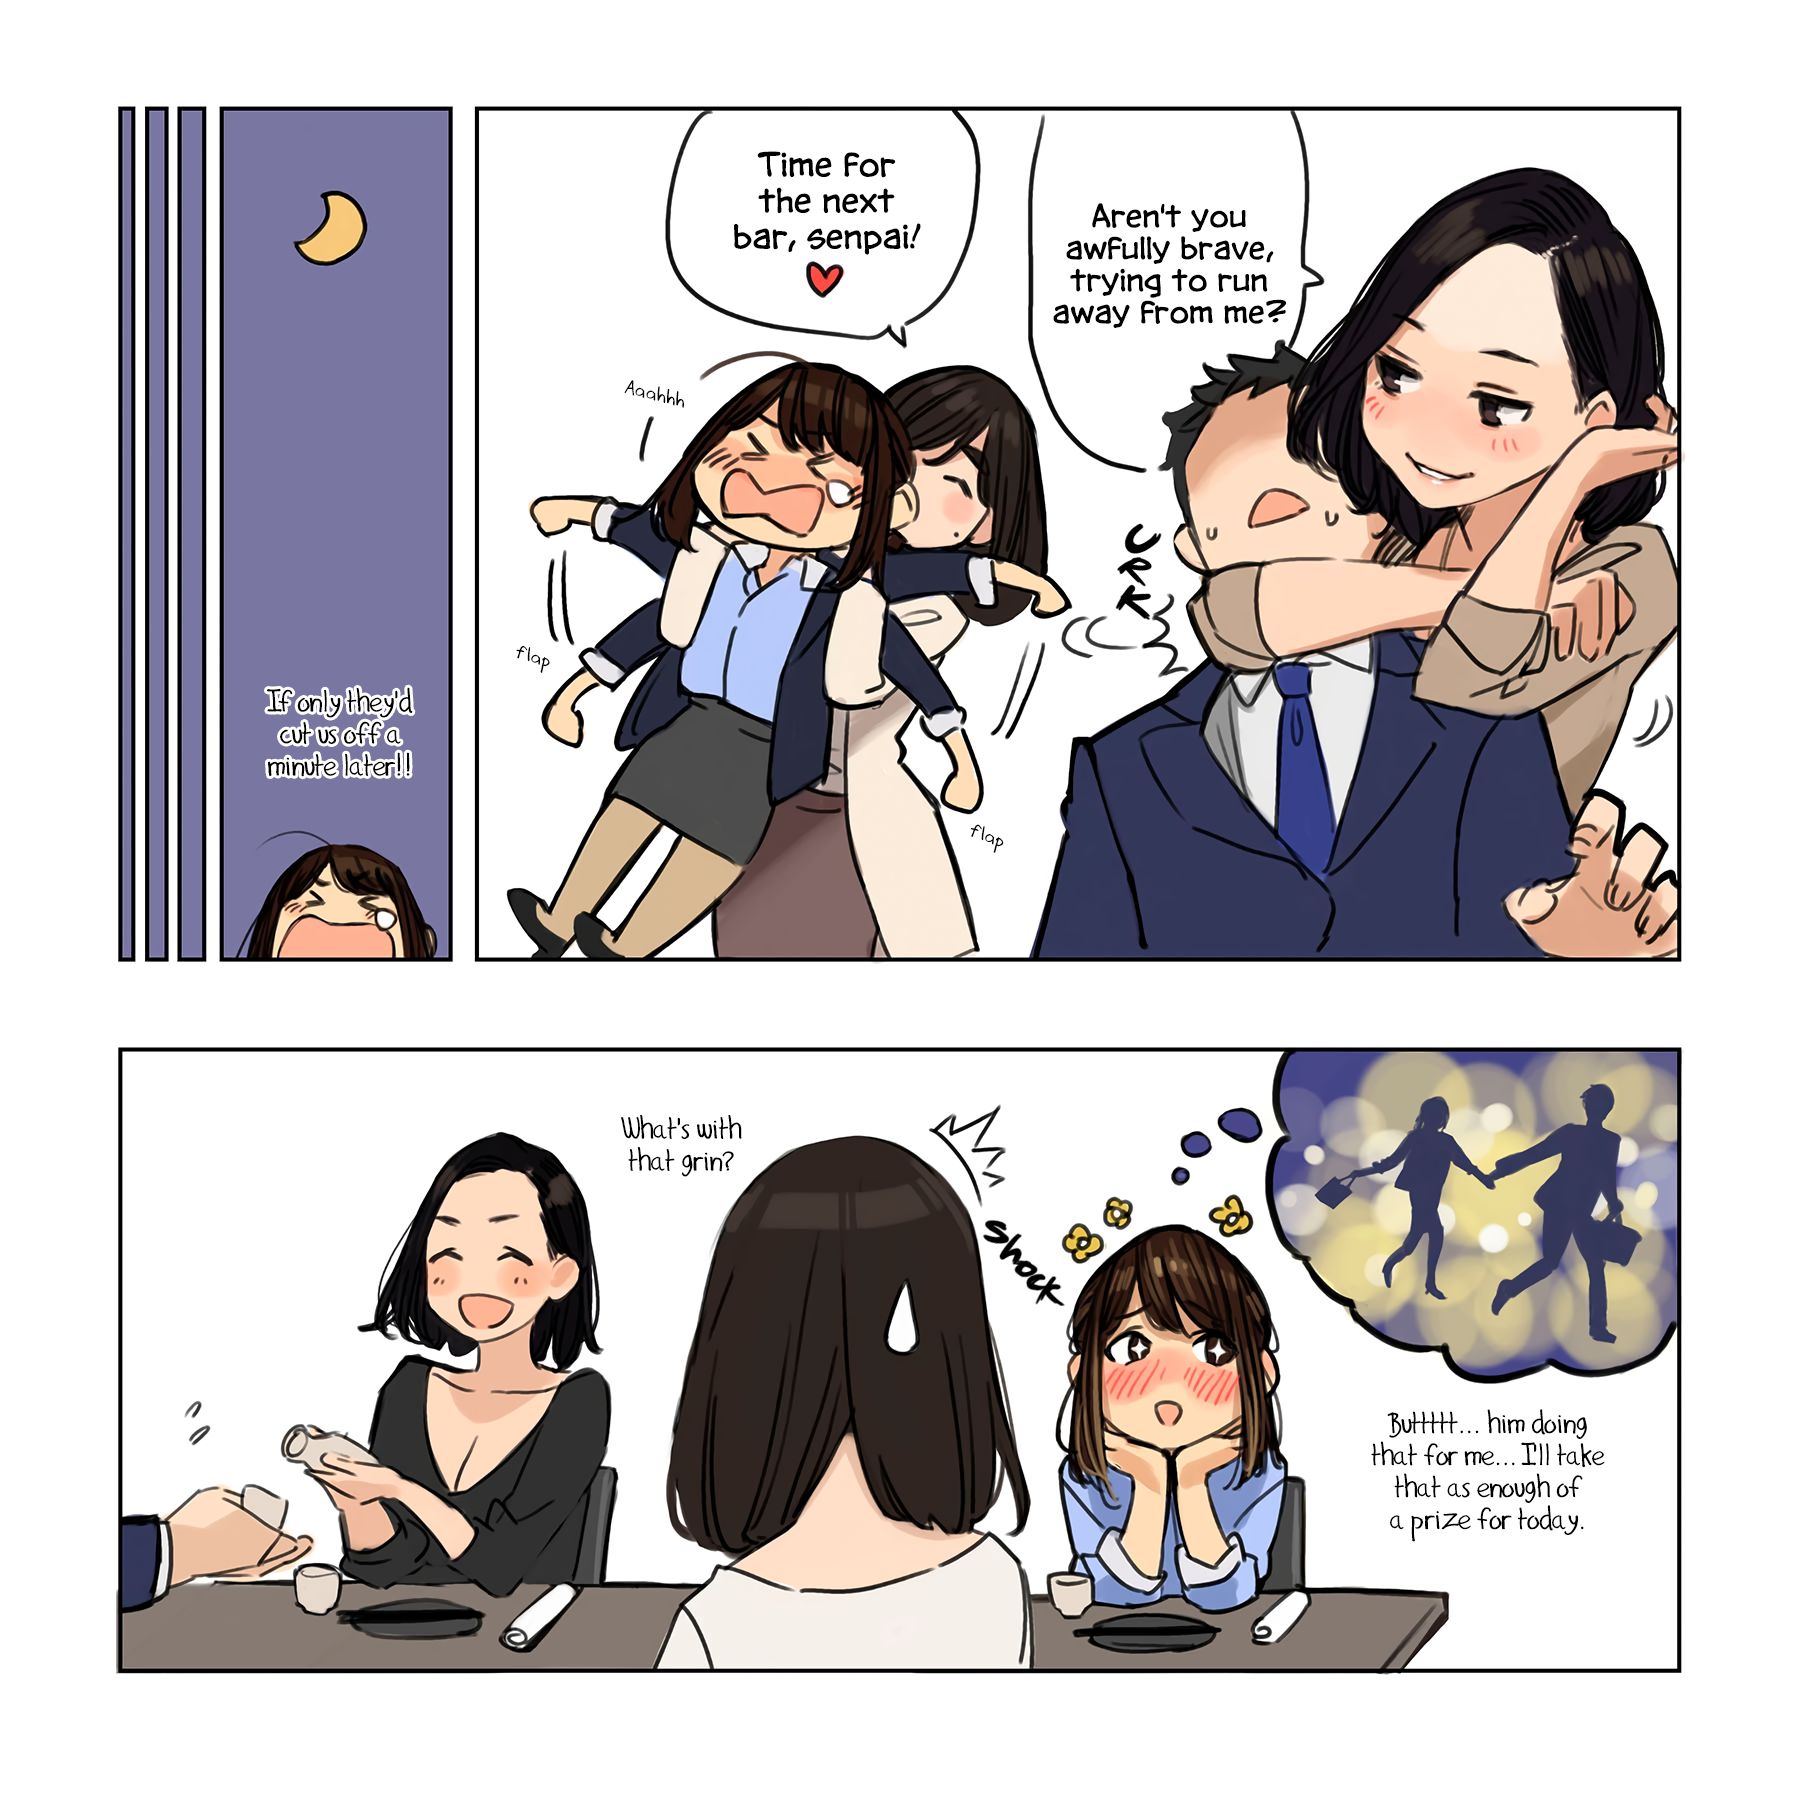 Time for
the next
bar, senpai!
Aren't you
awfully brave,
trying to run
away from me?
Aaahhh
URK
flap
flap
If only they'd
cut us off a
minute later!!
What's with
that grin?
Shock
Buttttt... him doing
that for me... I'll take
that as enough of
a prize for today.